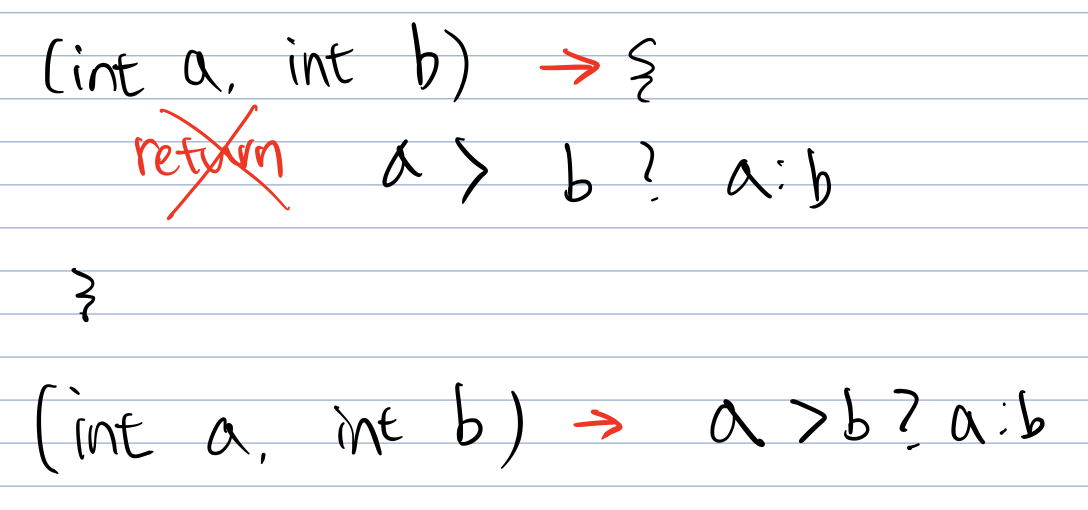 (int a, int b) → {
return a > b ? a : b
}
(int a, int b) → a > b ? a : b